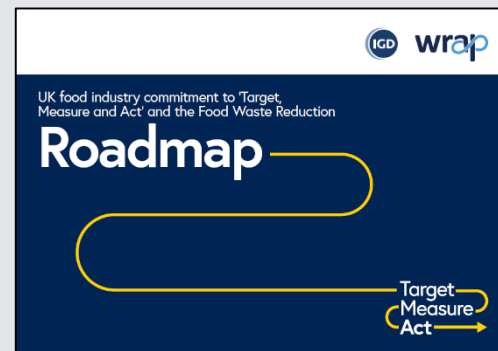 IGD wrap
UK food industry commitment to 'Target,
Measure and Act' and the Food Waste Reduction
Roadmap
Target
Measure
Act